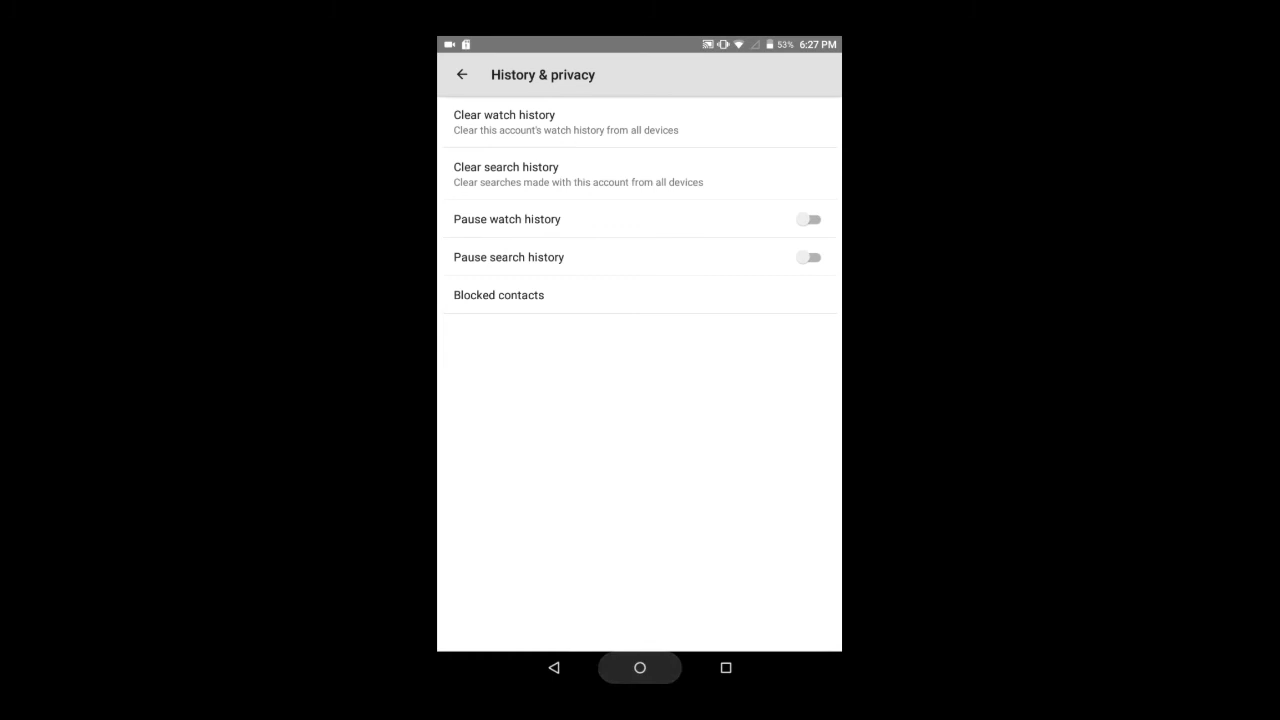 53% 6:27 PM
History & privacy
Clear watch history
Clear this account's watch history from all devices
Clear search history
Clear searches made with this account from all devices
Pause watch history
Pause search history
Blocked contacts